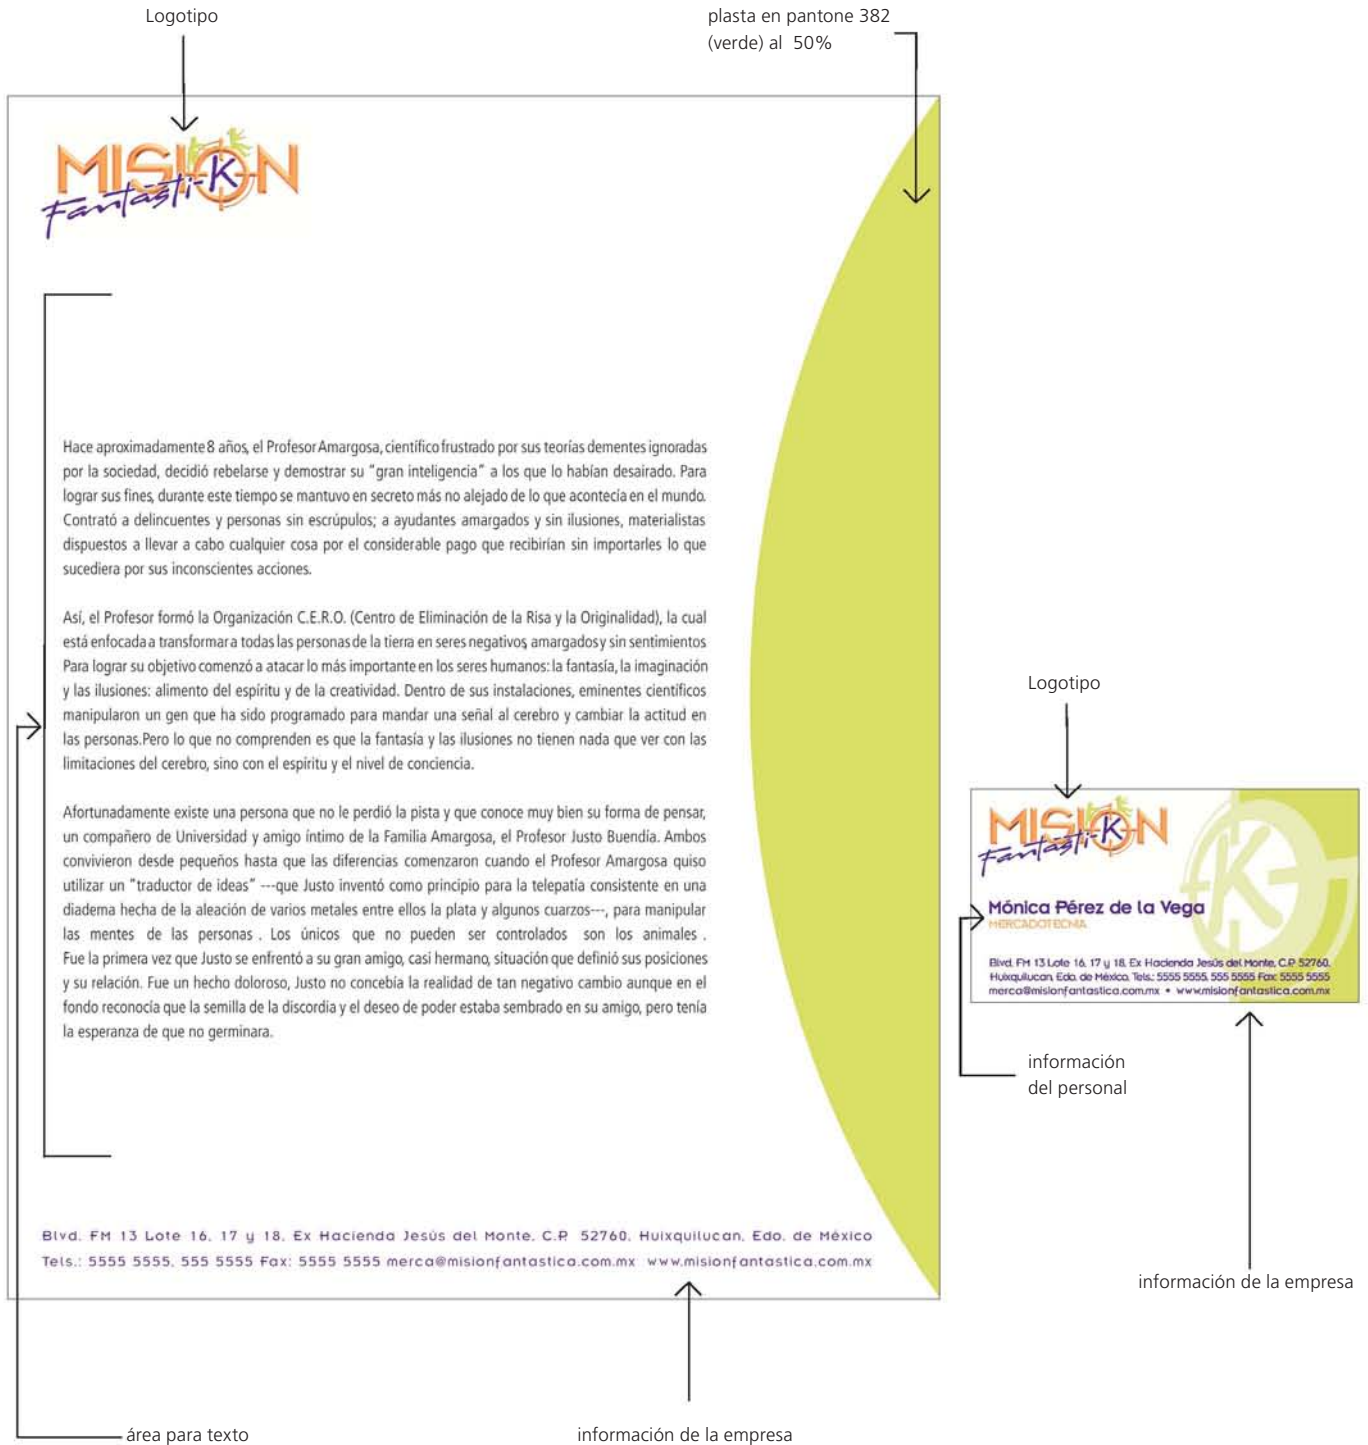 Logotipo
plasta en pantone 382
(verde) al 50%
MISION
Fantásti-K
Hace aproximadamente 8 años, el Profesor Amargosa, científico frustrado por sus teorías dementes ignoradas
por la sociedad, decidió rebelarse y demostrar su "gran inteligencia" a los que lo habían desairado. Para
lograr sus fines, durante este tiempo se mantuvo en secreto más no alejado de lo que acontecía en el mundo.
Contrató a delincuentes y personas sin escrúpulos; a ayudantes amargados y sin ilusiones, materialistas
dispuestos a llevar a cabo cualquier cosa por el considerable pago que recibirían sin importarles lo que
sucediera por sus inconscientes acciones.
Así, el Profesor formó la Organización C.E.R.O. (Centro de Eliminación de la Risa y la Originalidad), la cual
está enfocada a transformar a todas las personas de la tierra en seres negativos, amargados y sin sentimientos
Para lograr su objetivo comenzó a atacar lo más importante en los seres humanos: la fantasía, la imaginación
y las ilusiones: alimento del espíritu y de la creatividad. Dentro de sus instalaciones, eminentes científicos
manipularon un gen que ha sido programado para mandar una señal al cerebro y cambiar la actitud en
las personas.Pero lo que no comprenden es que la fantasía y las ilusiones no tienen nada que ver con las
limitaciones del cerebro, sino con el espíritu y el nivel de conciencia.
Afortunadamente existe una persona que no le perdió la pista y que conoce muy bien su forma de pensar,
un compañero de Universidad y amigo íntimo de la Familia Amargosa, el Profesor Justo Buendía. Ambos
convivieron desde pequeños hasta que las diferencias comenzaron cuando el Profesor Amargosa quiso
utilizar un "traductor de ideas" ---que Justo inventó como principio para la telepatía consistente en una
diadema hecha de la aleación de varios metales entre ellos la plata y algunos cuarzos---, para manipular
las mentes de las personas . Los únicos que no pueden ser controlados son los animales .
Fue la primera vez que Justo se enfrentó a su gran amigo, casi hermano, situación que definió sus posiciones
y su relación. Fue un hecho doloroso, Justo no concebía la realidad de tan negativo cambio aunque en el
fondo reconocía que la semilla de la discordia y el deseo de poder estaba sembrado en su amigo, pero tenía
la esperanza de que no germinara.
Blvd. FM 13 Lote 16, 17 y 18, Ex Hacienda Jesús del Monte, C.P. 52760, Huixquilucan, Edo. de México
Tels.: 5555 5555, 555 5555 Fax: 5555 5555 merca@misionfantastica.com.mx www.misionfantastica.com.mx
área para texto
información de la empresa
Logotipo
MISION
Fantásti-K
K
Mónica Pérez de la Vega
MERCADOTECNIA
Blvd. FM 13 Lote 16, 17 y 18, Ex Hacienda Jesús del Monte, C.P. 52760,
Huixquilucan, Edo. de México, Tels.: 5555 5555, 555 5555 Fax: 5555 5555
merca@misionfantastica.com.mx • www.misionfantastica.com.mx
información
del personal
información de la empresa